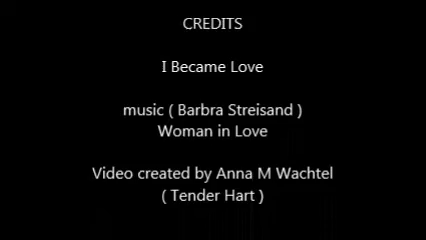 CREDITS
I Became Love
music ( Barbra Streisand )
Woman in Love
Video created by Anna M Wachtel
( Tender Hart )